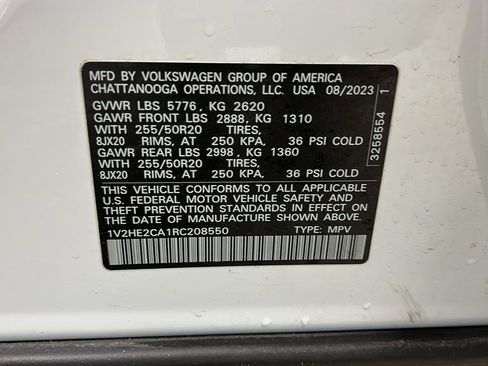 MFD BY VOLKSWAGEN GROUP OF AMERICA
CHATTANOOGA OPERATIONS, LLC. USA 08/2023
GVWR LBS 5776, KG 2620
GAWR FRONT LBS 2888, KG 1310
WITH 255/50R20 TIRES,
8JX20 RIMS, AT 250 KPA, 36 PSI COLD
GAWR REAR LBS 2998, KG 1360
WITH 255/50R20 TIRES,
8JX20 RIMS, AT 250 KPA, 36 PSI COLD
THIS VEHICLE CONFORMS TO ALL APPLICABLE
U.S. FEDERAL MOTOR VEHICLE SAFETY AND
THEFT PREVENTION STANDARDS IN EFFECT ON
THE DATE OF MANUFACTURE SHOWN ABOVE.
1V2HE2CA1RC208550 TYPE: MPV
3258554 1